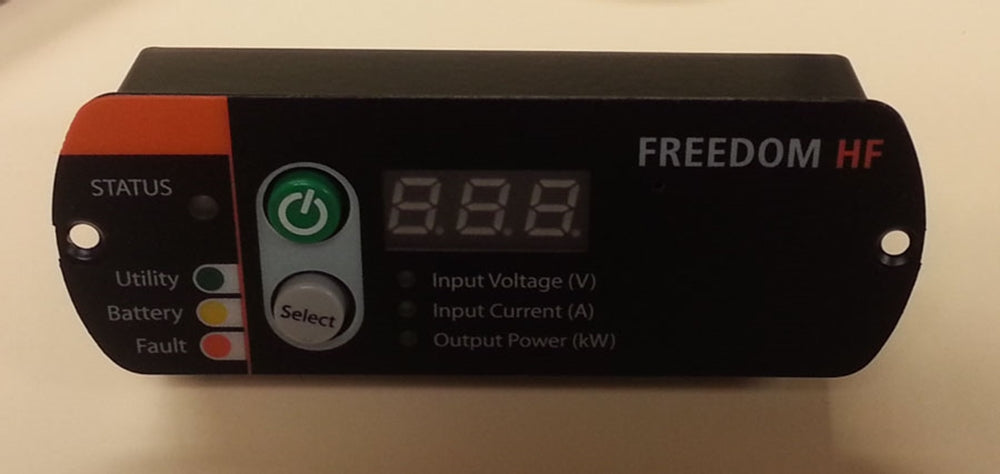 FREEDOM HF
STATUS
Utility
Battery
Fault
Select
Input Voltage (V)
Input Current (A)
Output Power (kW)